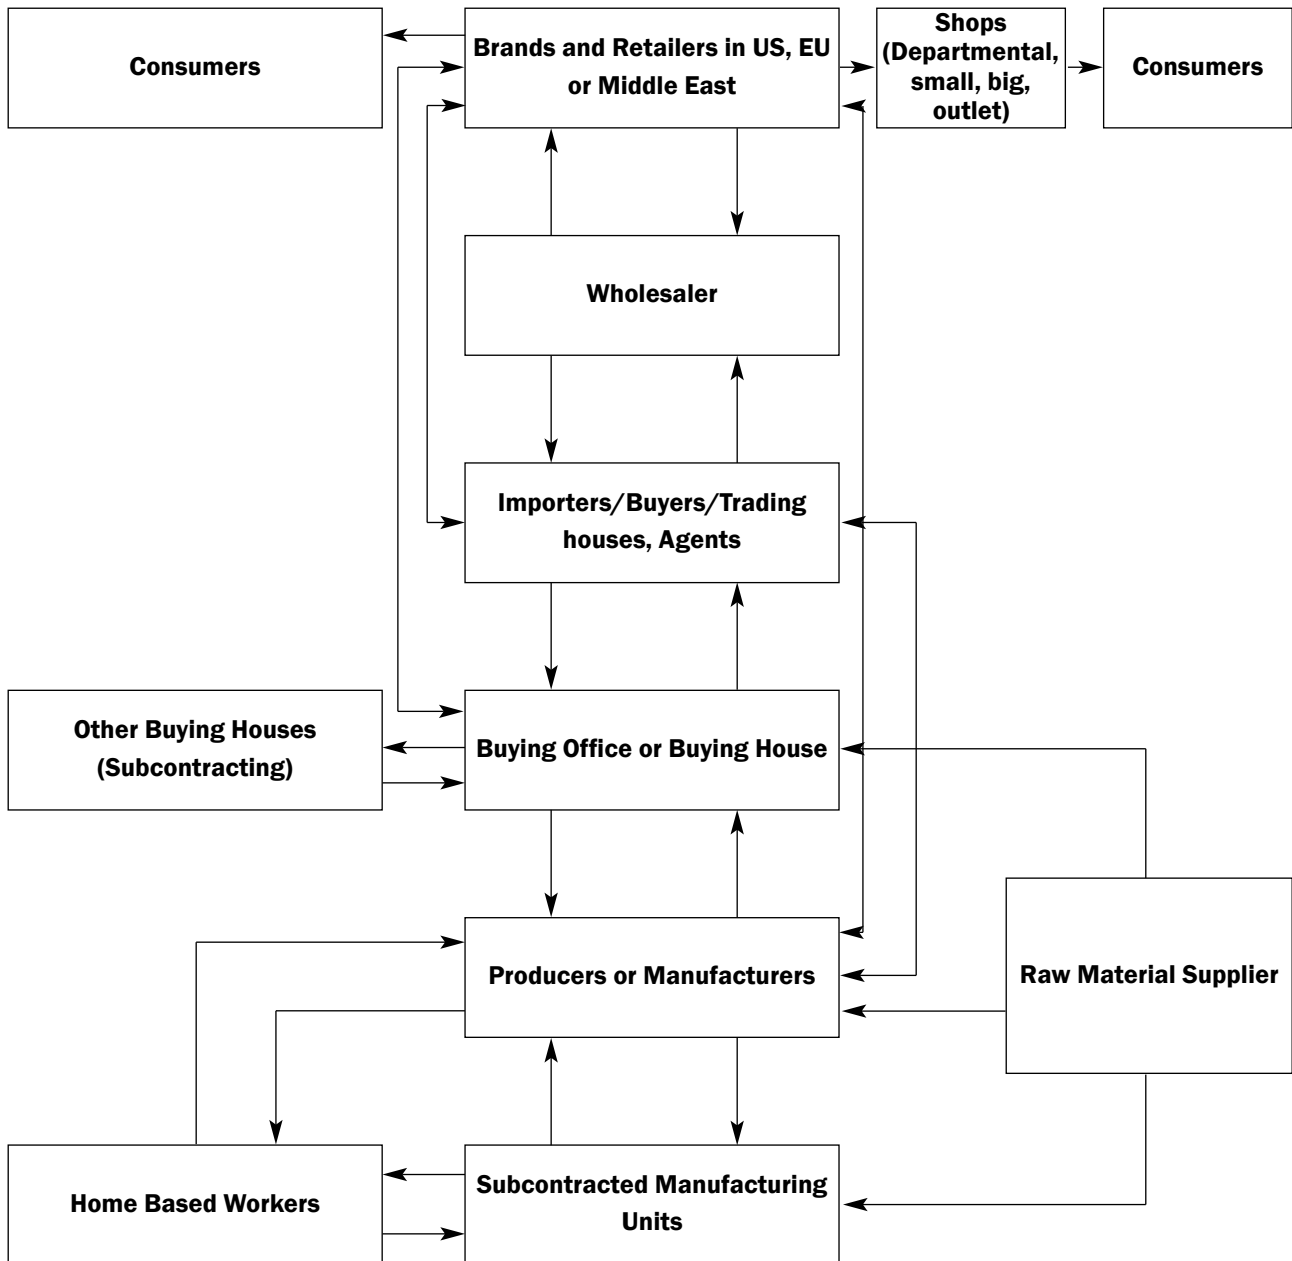 Consumers
Brands and Retailers in US, EU
or Middle East
Shops
(Departmental,
small, big,
outlet)
Consumers
Wholesaler
Importers/Buyers/Trading
houses, Agents
Other Buying Houses
(Subcontracting)
Buying Office or Buying House
Producers or Manufacturers
Raw Material Supplier
Home Based Workers
Subcontracted Manufacturing
Units